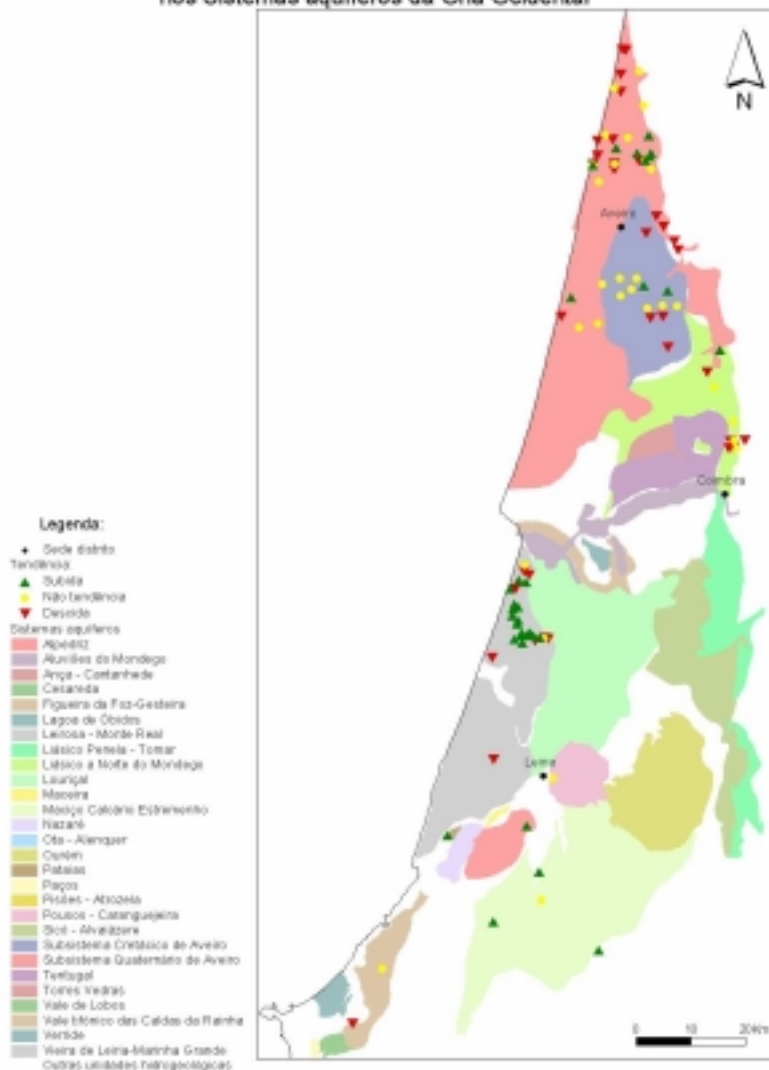 nos Sistemas aquíferos da Orla Ocidental
N
Aveiro
Coimbra
Leiria
Legenda:
Sede distrito
Tendência:
Subida
Não tendência
Descida
Sistemas aquíferos
Alpedriz
Aluviões do Mondego
Ançã - Cantanhede
Cesareda
Figueira da Foz-Gesteira
Lagoa de Óbidos
Leirosa - Monte Real
Liásico Penela - Tomar
Liásico a Norte do Mondego
Louriçal
Maceira
Maciço Calcário Estremenho
Nazaré
Ota - Alenquer
Ourém
Pataias
Paços
Pisões - Atrozela
Pousos - Caranguejeira
Sicó - Alvaiázere
Subsistema Cretácico de Aveiro
Subsistema Quaternário de Aveiro
Tentugal
Torres Vedras
Vale de Lobos
Vale tifónico das Caldas da Rainha
Verride
Vieira de Leiria-Marinha Grande
Outras unidades hidrogeológicas
0 10 20 Km